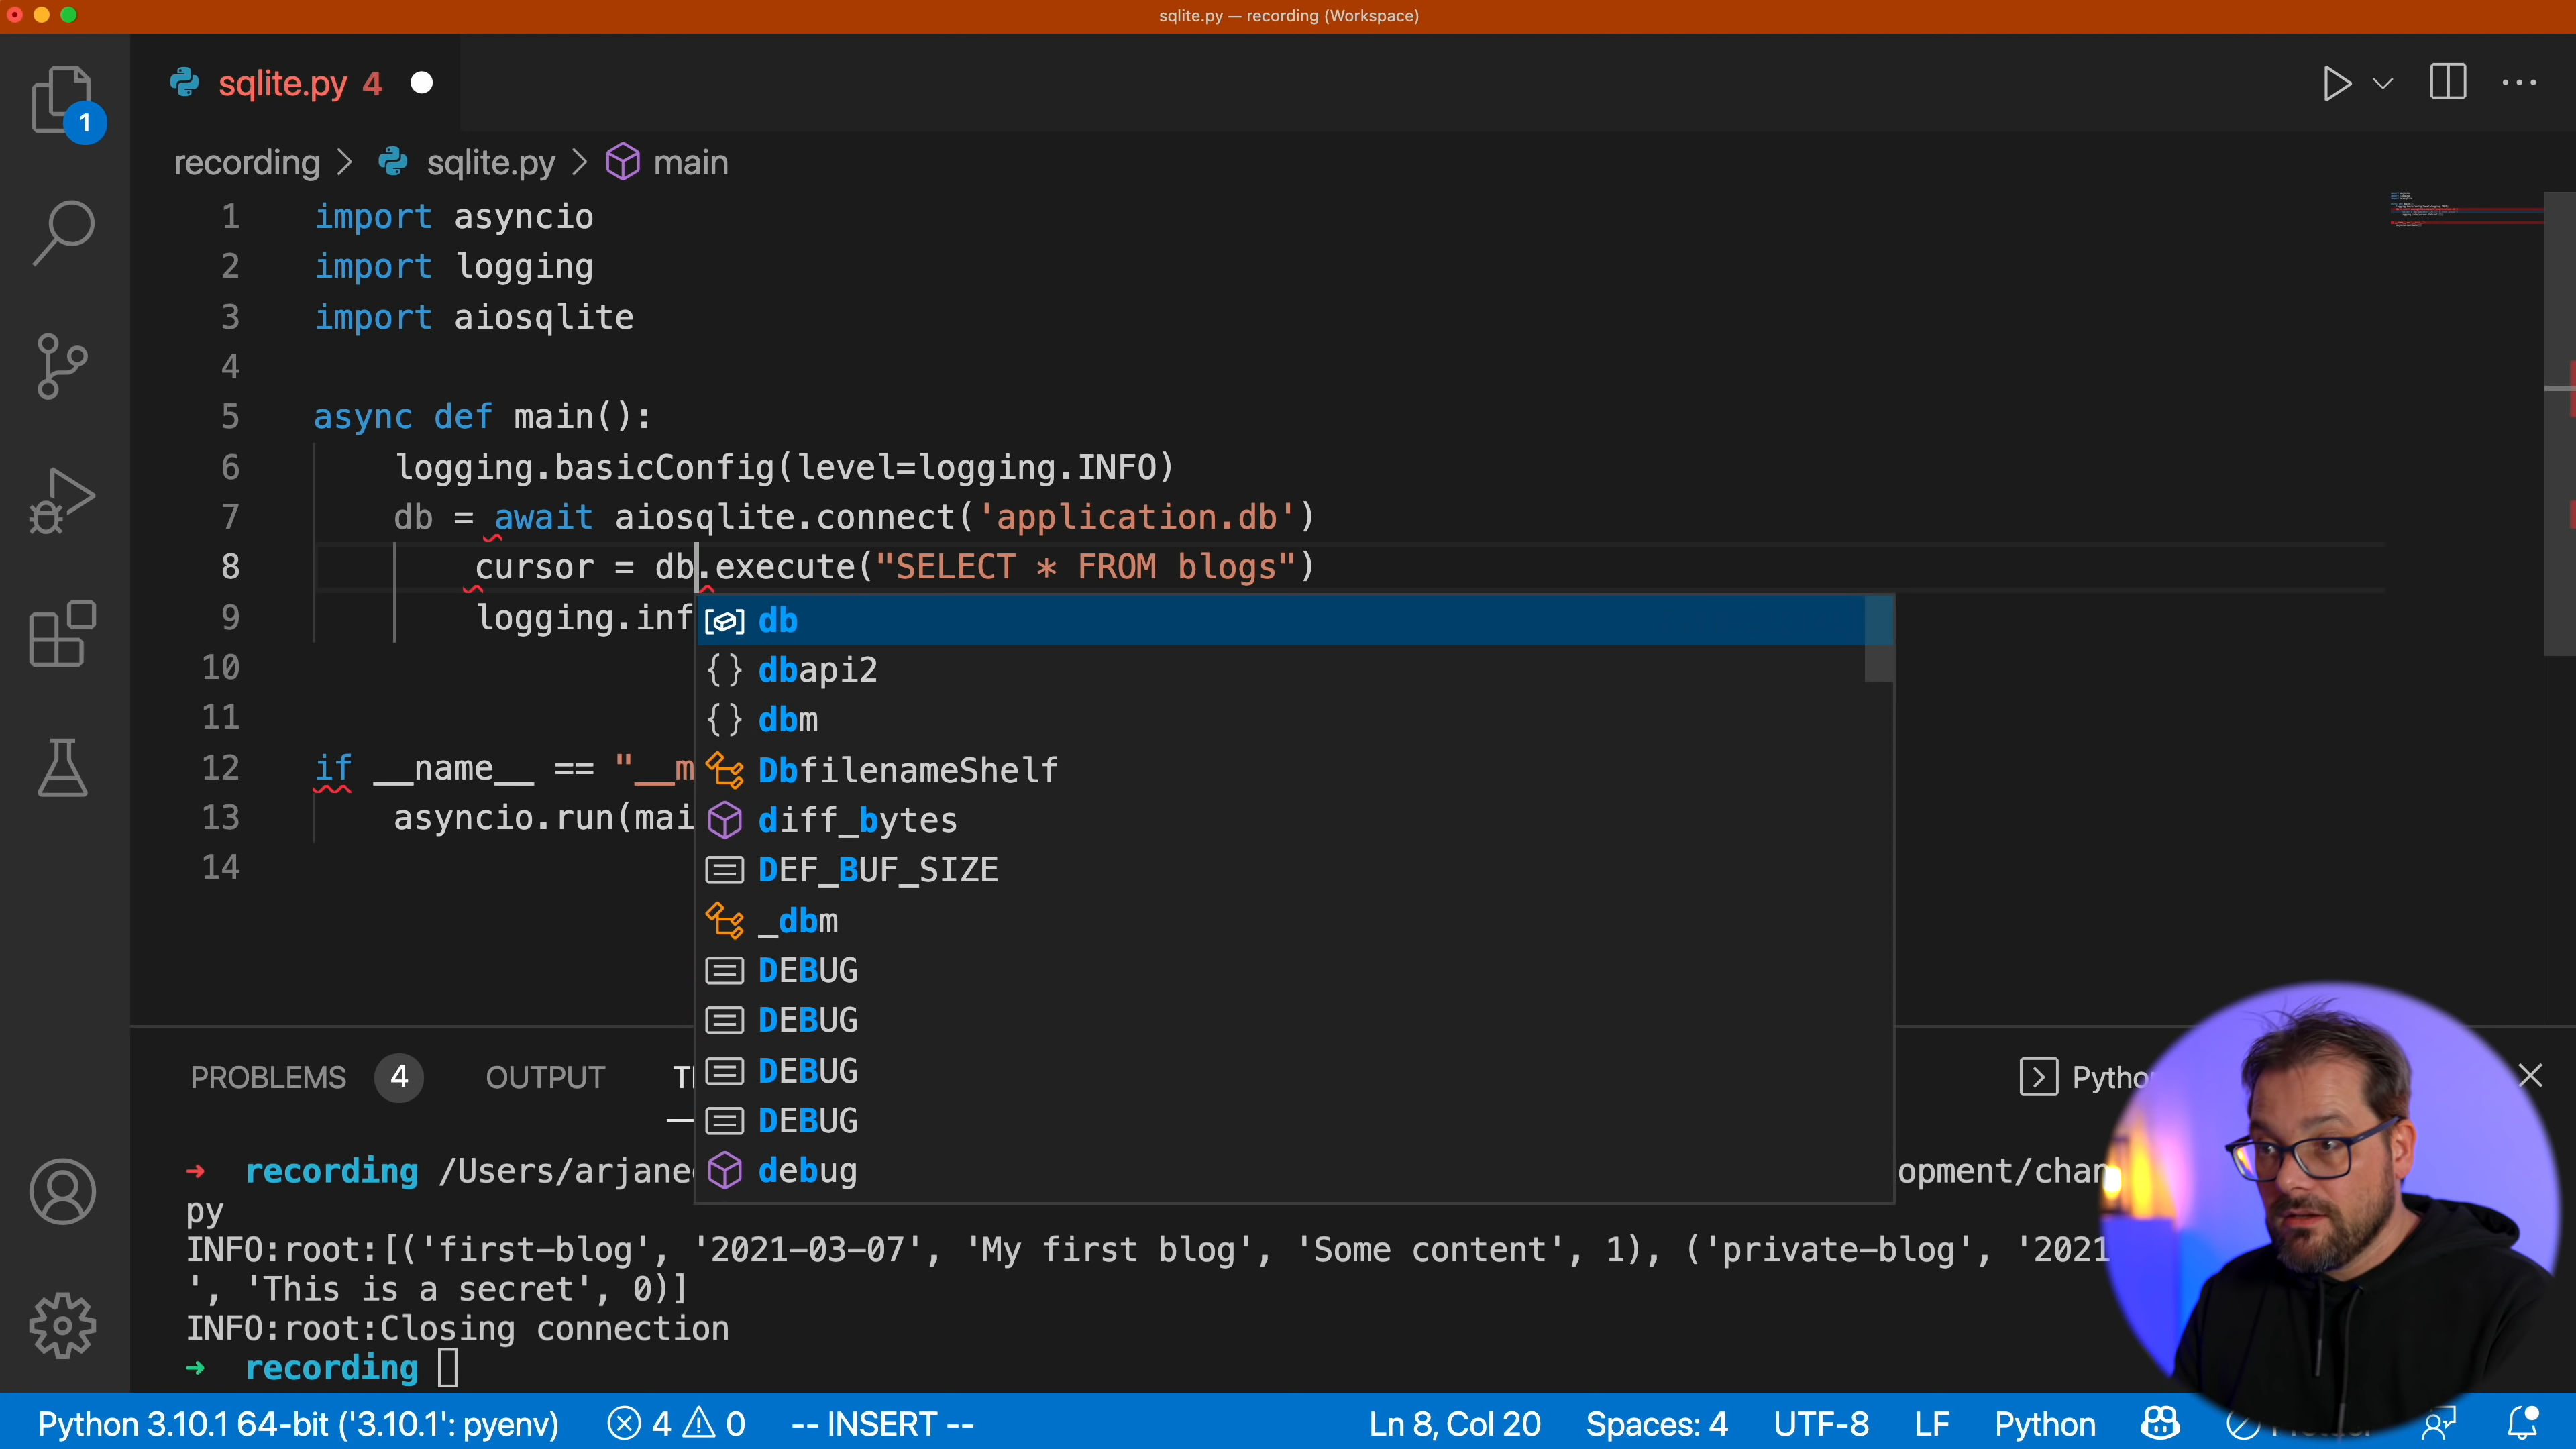 sqlite.py — recording (Workspace)
1
sqlite.py 4
recording > sqlite.py > main
1 import asyncio
2 import logging
3 import aiosqlite
4
5 async def main():
6 logging.basicConfig(level=logging.INFO)
7 db = await aiosqlite.connect('application.db')
8 cursor = db.execute("SELECT * FROM blogs")
9 logging.inf
10
11
12 if __name__ == "__m
13 asyncio.run(mai
14
db
dbapi2
dbm
DbfilenameShelf
diff_bytes
DEF_BUF_SIZE
_dbm
DEBUG
DEBUG
DEBUG
DEBUG
debug
PROBLEMS 4 OUTPUT
➜ recording /Users/arjane opment/chan
py
INFO:root:[('first-blog', '2021-03-07', 'My first blog', 'Some content', 1), ('private-blog', '2021
', 'This is a secret', 0)]
INFO:root:Closing connection
➜ recording
Python 3.10.1 64-bit ('3.10.1': pyenv) 4 0 -- INSERT -- Ln 8, Col 20 Spaces: 4 UTF-8 LF Python